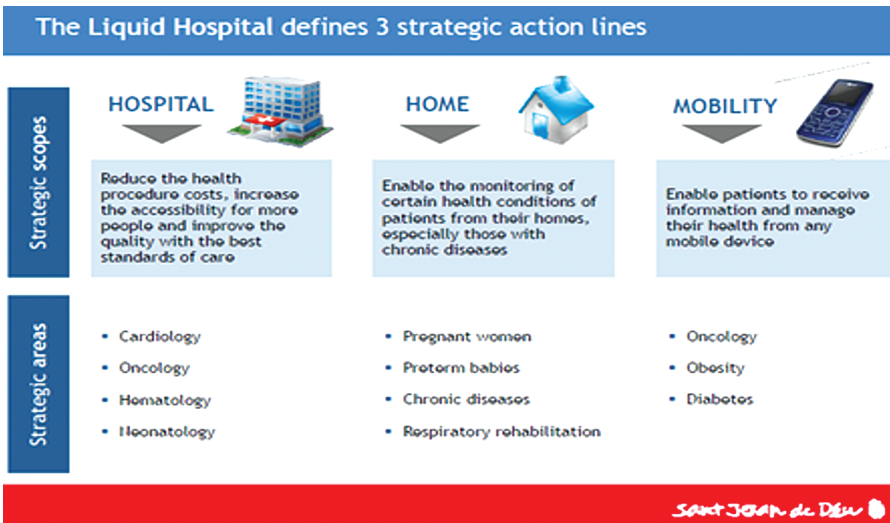 The Liquid Hospital defines 3 strategic action lines
Strategic scopes
HOSPITAL
Reduce the health
procedure costs, increase
the accessibility for more
people and improve the
quality with the best
standards of care
HOME
Enable the monitoring of
certain health conditions of
patients from their homes,
especially those with
chronic diseases
MOBILITY
Enable patients to receive
information and manage
their health from any
mobile device
Strategic areas
• Cardiology
• Oncology
• Hematology
• Neonatology
• Pregnant women
• Preterm babies
• Chronic diseases
• Respiratory rehabilitation
• Oncology
• Obesity
• Diabetes
Sant Joan de Déu